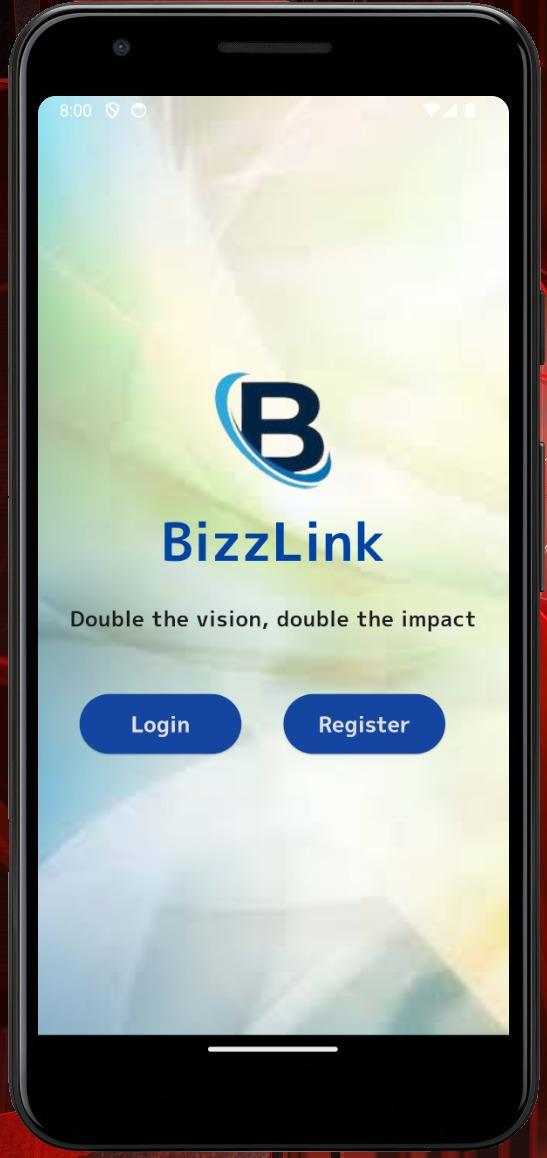 8:00
B
BizzLink
Double the vision, double the impact
Login
Register